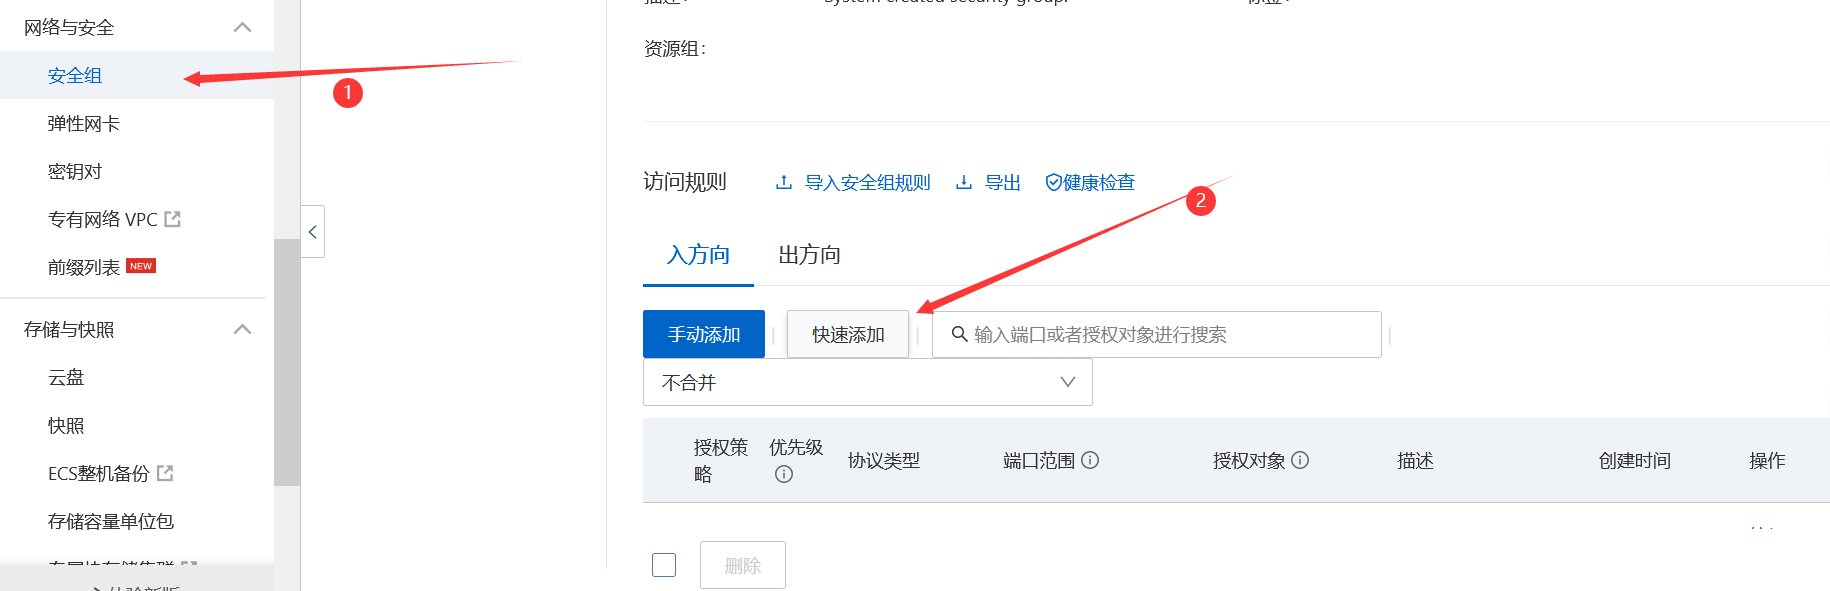 网络与安全
安全组
弹性网卡
密钥对
专有网络 VPC
前缀列表 NEW
存储与快照
云盘
快照
ECS整机备份
存储容量单位包
1
System created security group.
资源组：
访问规则 导入安全组规则 导出 健康检查
2
入方向 出方向
手动添加 快速添加 输入端口或者授权对象进行搜索
不合并
授权策略 优先级 协议类型 端口范围 授权对象 描述 创建时间 操作
删除